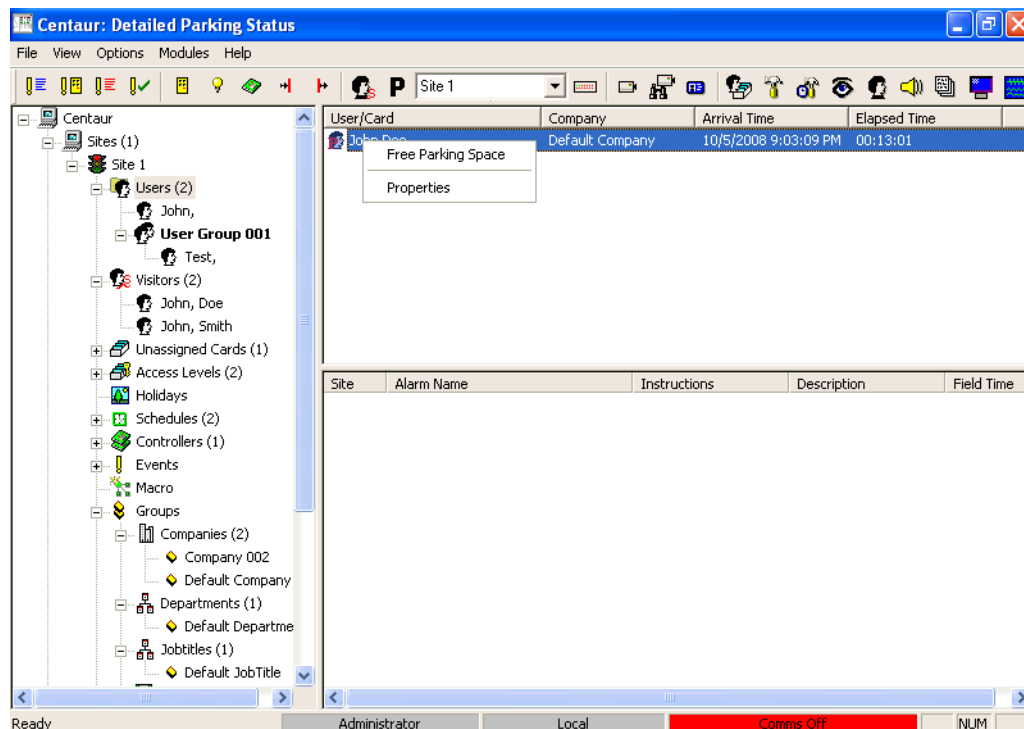 Centaur: Detailed Parking Status
File View Options Modules Help
P Site 1
Centaur
Sites (1)
Site 1
Users (2)
John,
User Group 001
Test,
Visitors (2)
John, Doe
John, Smith
Unassigned Cards (1)
Access Levels (2)
Holidays
Schedules (2)
Controllers (1)
Events
Macro
Groups
Companies (2)
Company 002
Default Company
Departments (1)
Default Departme
Jobtitles (1)
Default JobTitle
User/Card Company Arrival Time Elapsed Time
John Doe Default Company 10/5/2008 9:03:09 PM 00:13:01
Free Parking Space
Properties
Site Alarm Name Instructions Description Field Time
Ready Administrator Local Comms Off NUM